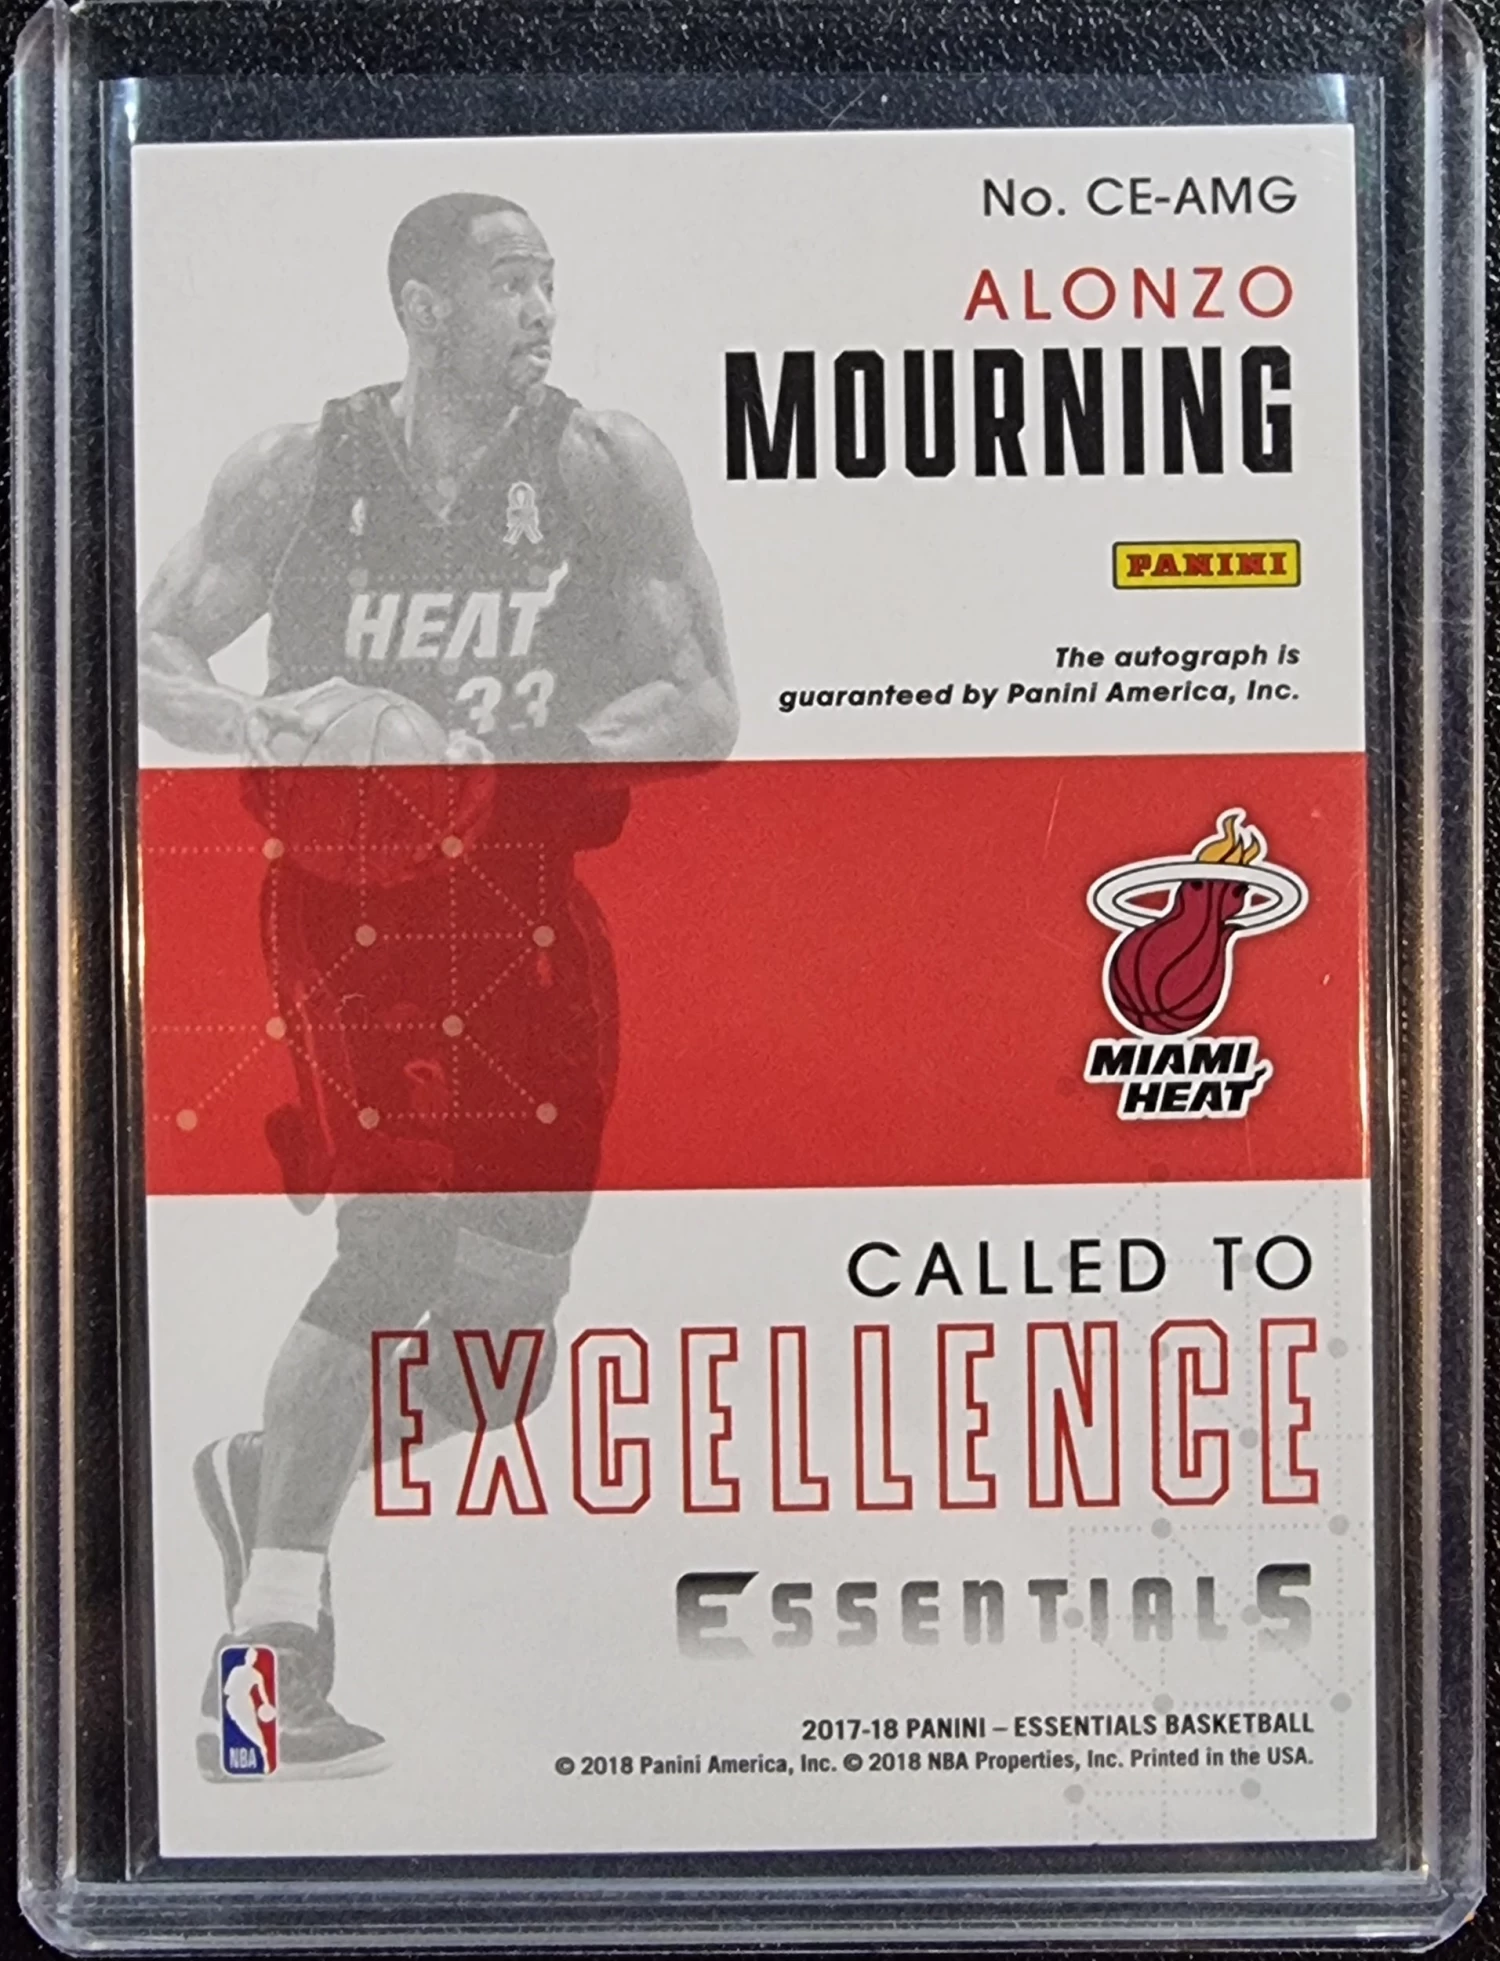 No. CE-AMG
ALONZO
MOURNING
PANINI
The autograph is
guaranteed by Panini America, Inc.
HEAT
33
MIAMI
HEAT
CALLED TO
EXCELLENCE
ESSENTIALS
NBA
2017-18 PANINI – ESSENTIALS BASKETBALL
© 2018 Panini America, Inc. © 2018 NBA Properties, Inc. Printed in the USA.